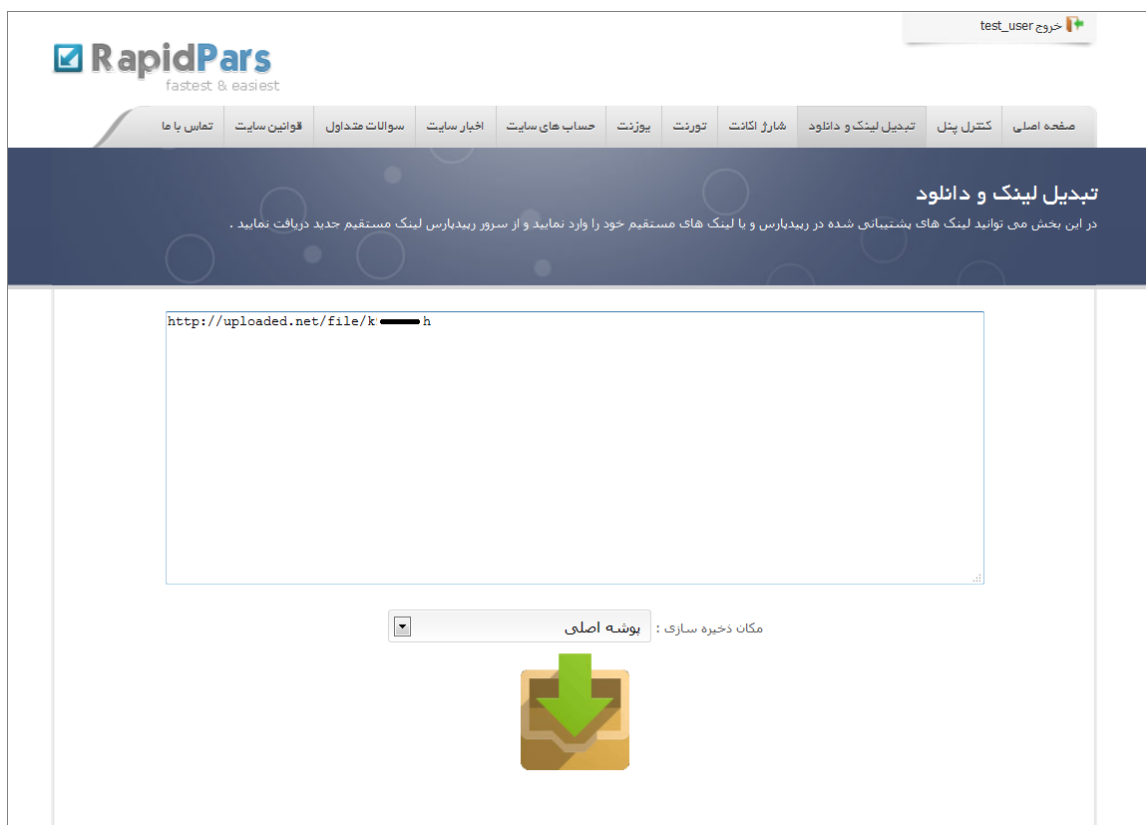 خروج test_user
RapidPars
fastest & easiest
صفحه اصلی کنترل پنل تبدیل لینک و دانلود شارژ اکانت تورنت یوزنت حساب های سایت اخبار سایت سوالات متداول قوانین سایت تماس با ما
تبدیل لینک و دانلود
در این بخش می توانید لینک های پشتیبانی شده در رپیدپارس و یا لینک های مستقیم خود را وارد نمایید و از سرور رپیدپارس لینک مستقیم جدید دریافت نمایید .
http://uploaded.net/file/k h
مکان ذخیره سازی : پوشه اصلی